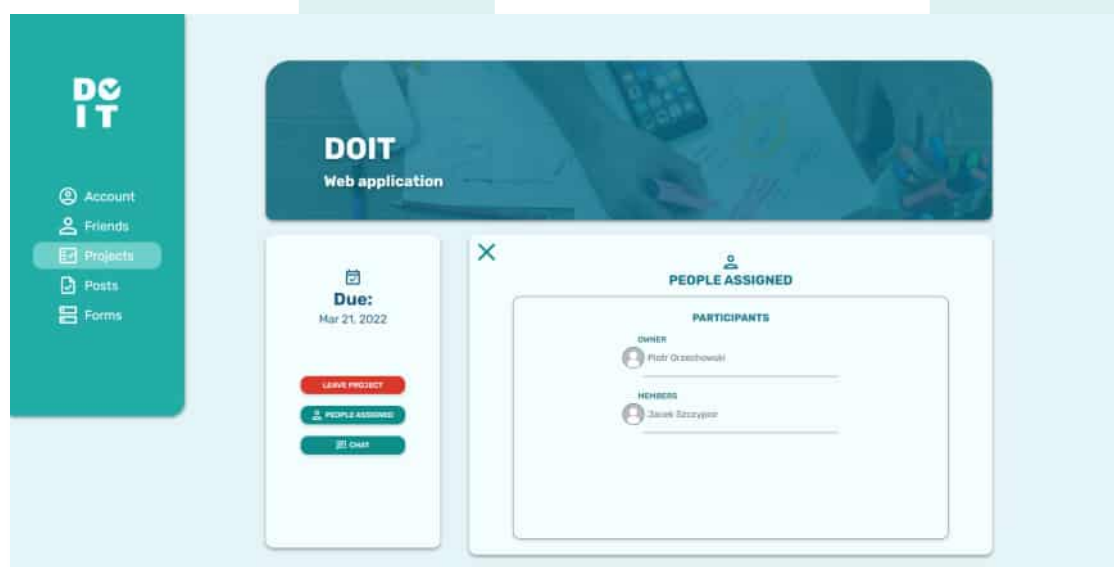 DO
IT
Account
Friends
Projects
Posts
Forms
DOIT
Web application
Due:
Mar 21, 2022
LEAVE PROJECT
PEOPLE ASSIGNED
CHAT
PEOPLE ASSIGNED
PARTICIPANTS
OWNER
Piotr Orzechowski
MEMBERS
Jacek Szczypior